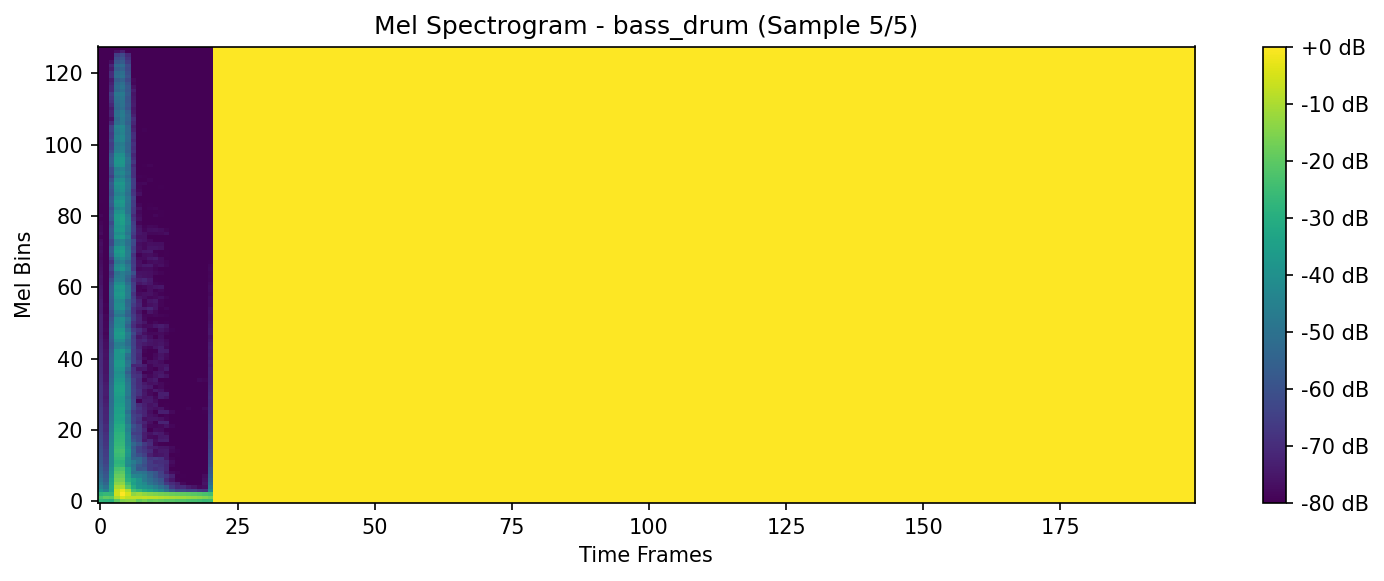 Mel Spectrogram - bass_drum (Sample 5/5)
Mel Bins
120
100
80
60
40
20
0
0 25 50 75 100 125 150 175
Time Frames
+0 dB
-10 dB
-20 dB
-30 dB
-40 dB
-50 dB
-60 dB
-70 dB
-80 dB